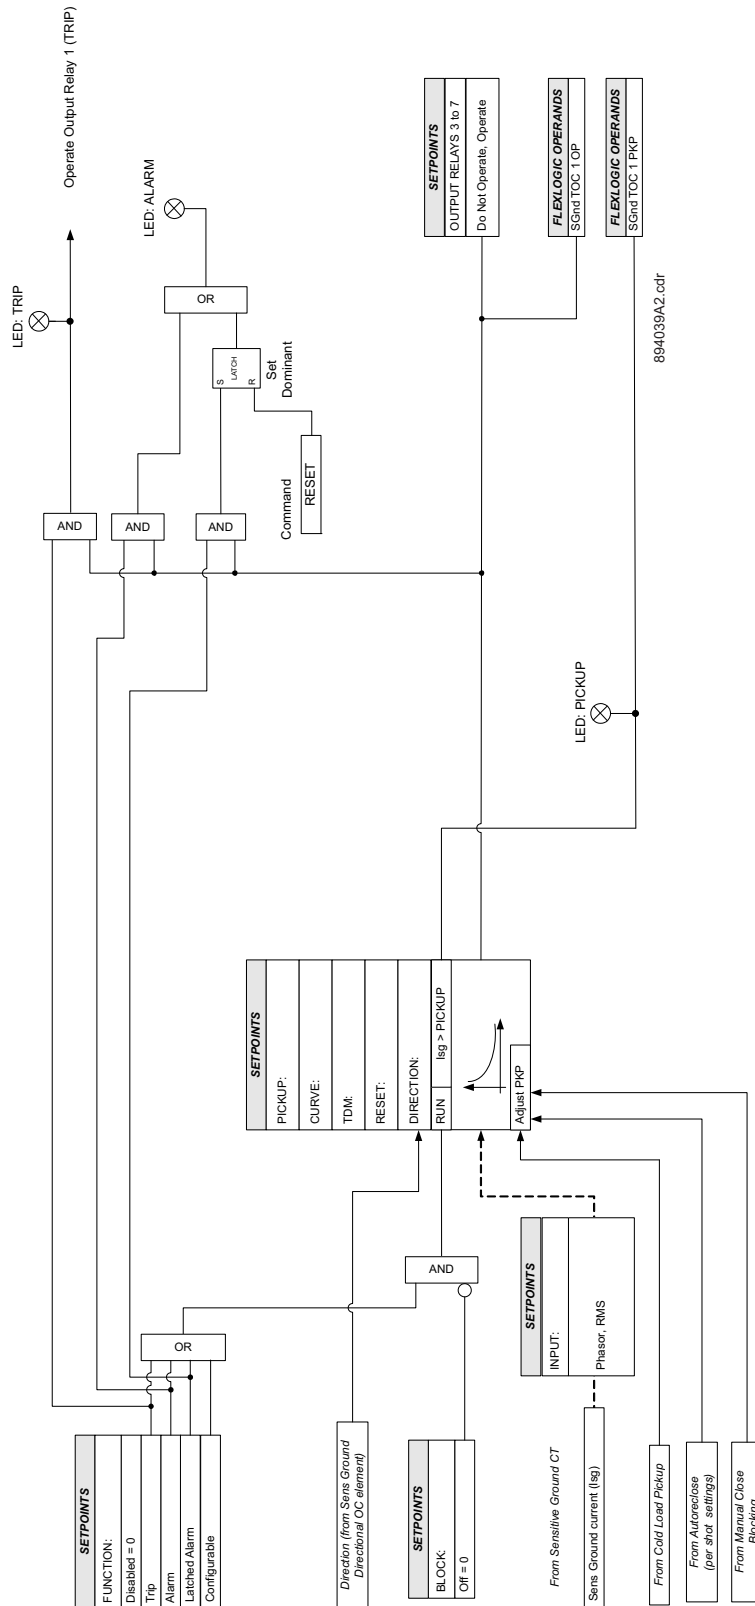 SETPOINTS
FUNCTION:
Disabled = 0
Trip
Alarm
Latched Alarm
Configurable
OR
Direction (from Sens Ground
Directional OC element)
SETPOINTS
BLOCK:
Off = 0
AND
From Sensitive Ground CT
Sens Ground current (Isg)
SETPOINTS
INPUT:
Phasor, RMS
From Cold Load Pickup
From Autoreclose
(per shot settings)
From Manual Close
Blocking
SETPOINTS
PICKUP:
CURVE:
TDM:
RESET:
DIRECTION:
RUN
Isg > PICKUP
Adjust PKP
LED: PICKUP
AND
AND
AND
Command
RESET
S
LATCH
R
Set
Dominant
OR
LED: TRIP
LED: ALARM
Operate Output Relay 1 (TRIP)
SETPOINTS
OUTPUT RELAYS 3 to 7
Do Not Operate, Operate
FLEXLOGIC OPERANDS
SGnd TOC 1 OP
FLEXLOGIC OPERANDS
SGnd TOC 1 PKP
894039A2.cdr